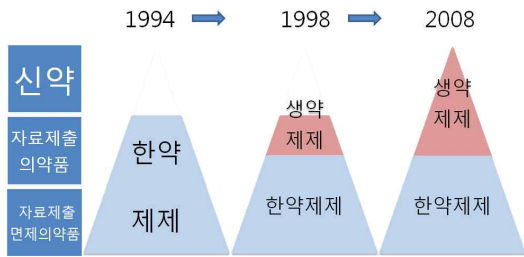 1994
1998
2008
신약
자료제출
의약품
자료제출
면제의약품
한약
제제
생약
제제
한약제제
생약
제제
한약제제